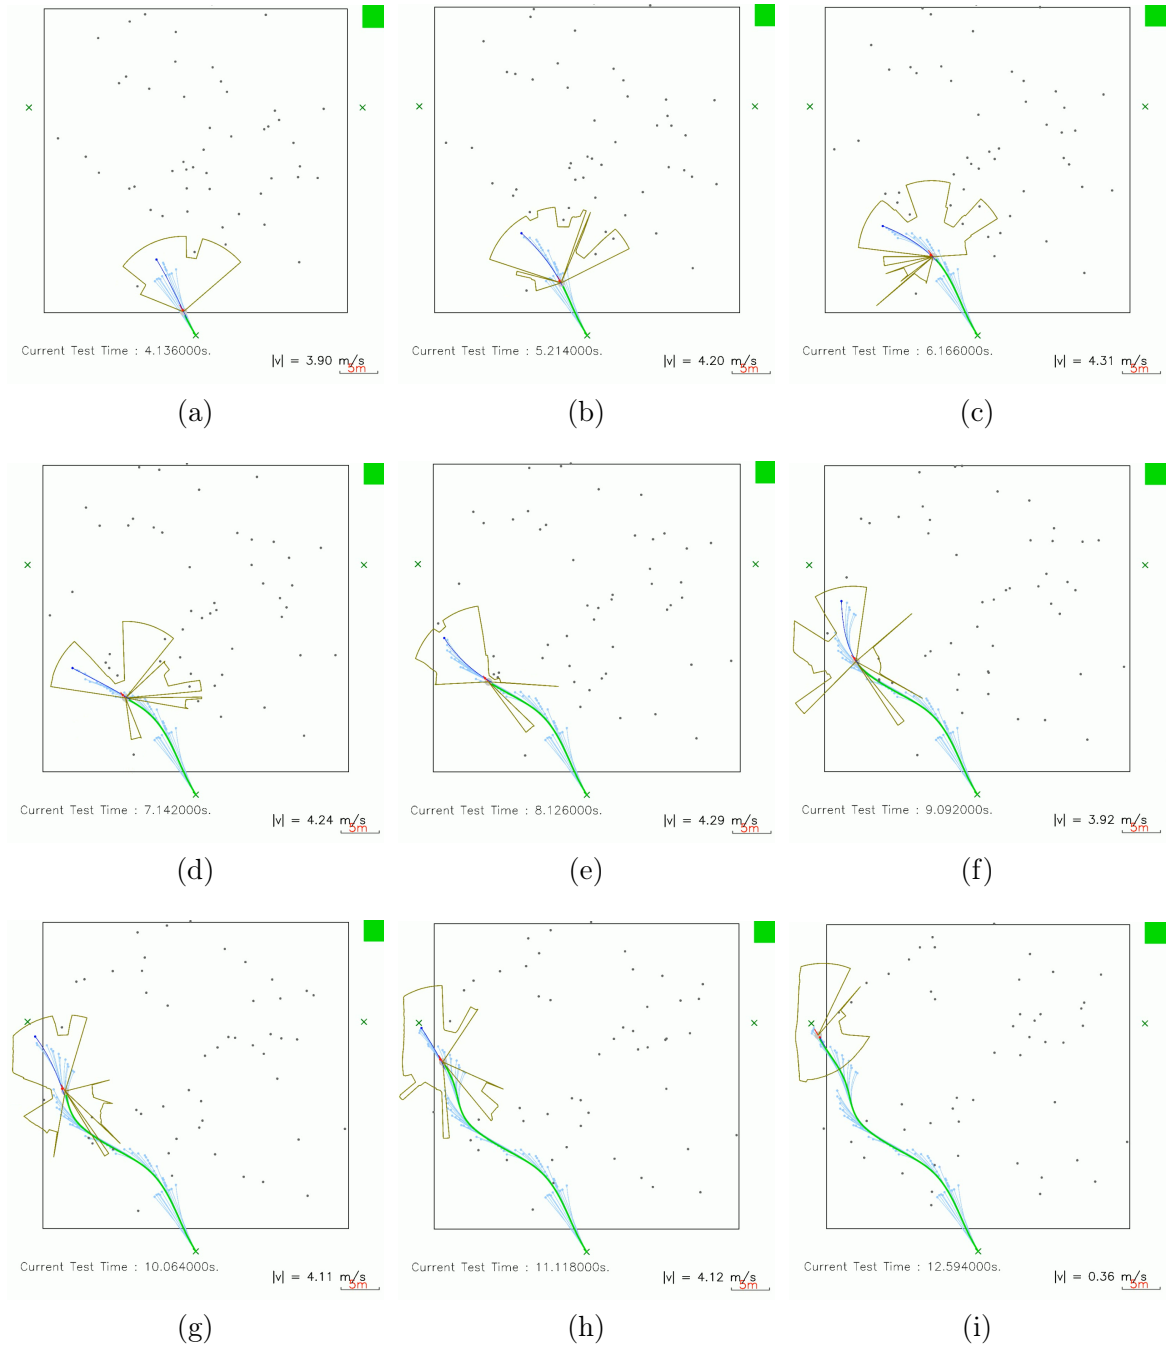 Current Test Time : 4.136000s.
|v| = 3.90 m/s
5m
(a)
Current Test Time : 5.214000s.
|v| = 4.20 m/s
5m
(b)
Current Test Time : 6.166000s.
|v| = 4.31 m/s
5m
(c)
Current Test Time : 7.142000s.
|v| = 4.24 m/s
5m
(d)
Current Test Time : 8.126000s.
|v| = 4.29 m/s
5m
(e)
Current Test Time : 9.092000s.
|v| = 3.92 m/s
5m
(f)
Current Test Time : 10.064000s.
|v| = 4.11 m/s
5m
(g)
Current Test Time : 11.118000s.
|v| = 4.12 m/s
5m
(h)
Current Test Time : 12.594000s.
|v| = 0.36 m/s
5m
(i)